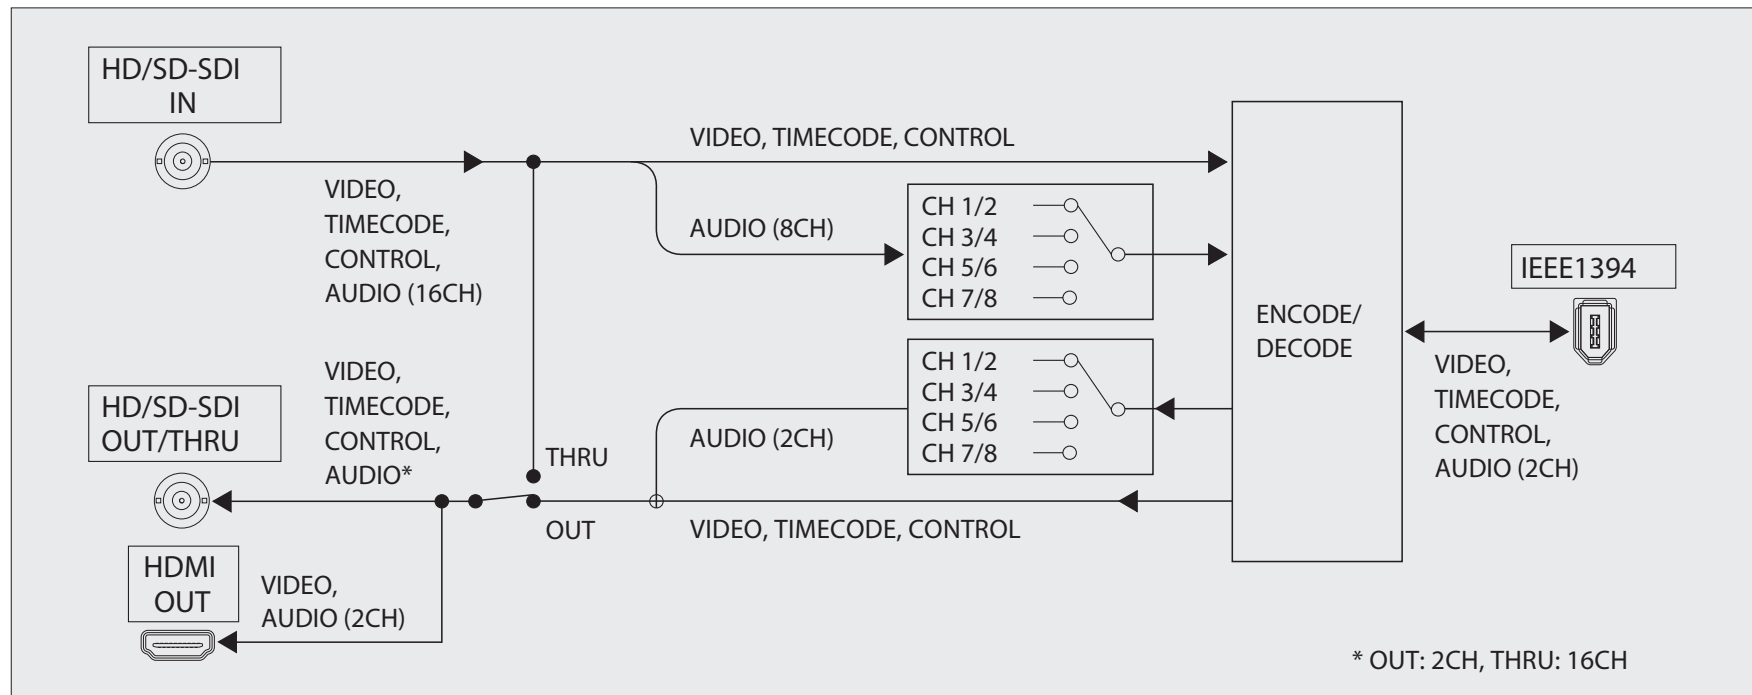 HD/SD-SDI
IN
VIDEO, TIMECODE, CONTROL
VIDEO,
TIMECODE,
CONTROL,
AUDIO (16CH)
AUDIO (8CH)
CH 1/2
CH 3/4
CH 5/6
CH 7/8
ENCODE/
DECODE
IEEE1394
VIDEO,
TIMECODE,
CONTROL,
AUDIO (2CH)
HD/SD-SDI
OUT/THRU
VIDEO,
TIMECODE,
CONTROL,
AUDIO*
THRU
OUT
AUDIO (2CH)
CH 1/2
CH 3/4
CH 5/6
CH 7/8
VIDEO, TIMECODE, CONTROL
HDMI
OUT
VIDEO,
AUDIO (2CH)
* OUT: 2CH, THRU: 16CH